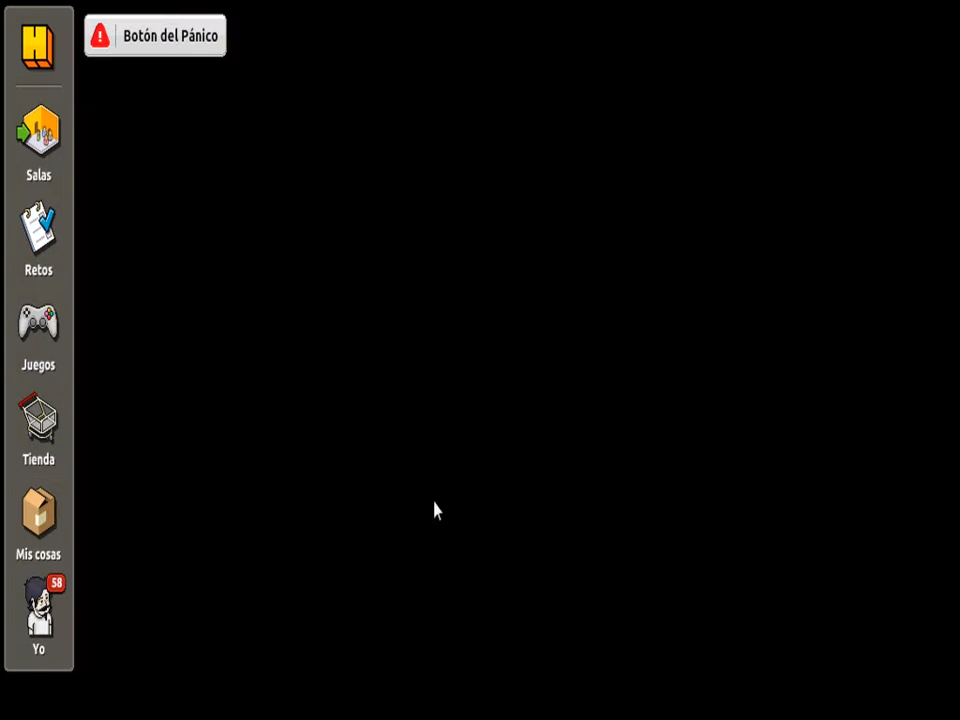 Botón del Pánico
Salas
Retos
Juegos
Tienda
Mis cosas
58
Yo